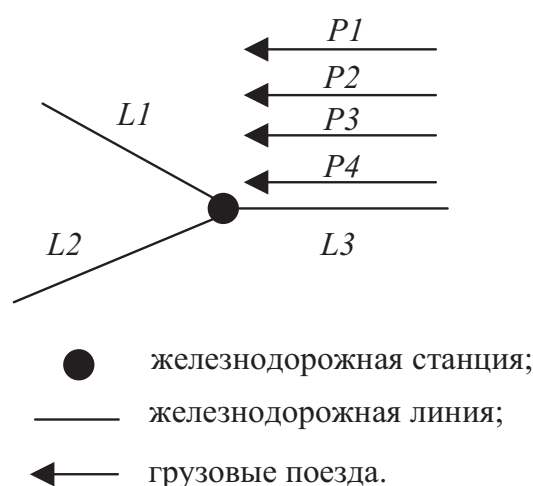 P1
P2
L1
P3
P4
L2
L3
железнодорожная станция;
железнодорожная линия;
грузовые поезда.